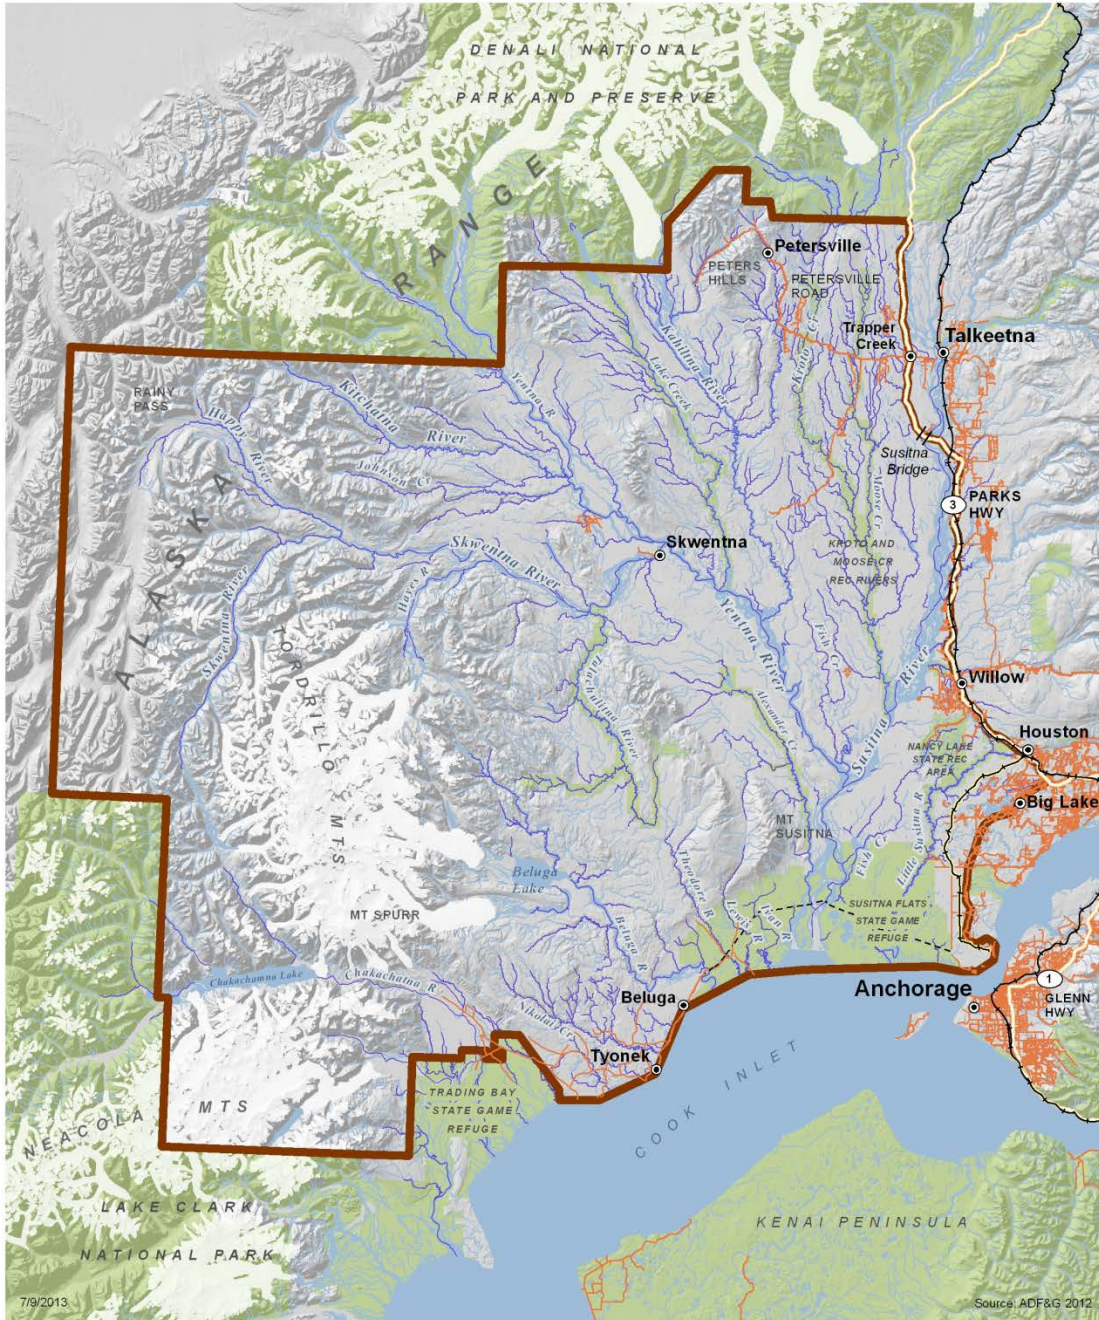 DENALI NATIONAL
PARK AND PRESERVE
ALASKA RANGE
Petersville
PETERS
HILLS
PETERSVILLE
ROAD
Kahiltna River
Lake Creek
Kroto Cr
Trapper
Creek
Talkeetna
RAINY
PASS
Happy River
Kitchatna River
Yentna R
Johnson Cr
Moose Cr
Susitna
Bridge
3
PARKS
HWY
Skwentna River
Skwentna
Hayes R
Skwentna River
KROTO AND
MOOSE CR
REC RIVERS
TORDRILLO MTS
Talachulitna River
Yentna River
Fish Cr
Alexander Cr
Susitna River
Willow
Houston
NANCY LAKE
STATE REC
AREA
Big Lake
MT
SUSITNA
Little Susitna R
Fish Cr
Theodore R
Beluga
Lake
Lewis R
Ivan R
SUSITNA FLATS
STATE GAME
REFUGE
MT SPURR
Beluga R
Chakachamna Lake
Chakachatna R
Nikolai Cr
Beluga
Anchorage
1
GLENN
HWY
Tyonek
TRADING BAY
STATE GAME
REFUGE
COOK INLET
NEACOLA MTS
LAKE CLARK
NATIONAL PARK
KENAI PENINSULA
7/9/2013
Source: ADF&G 2012